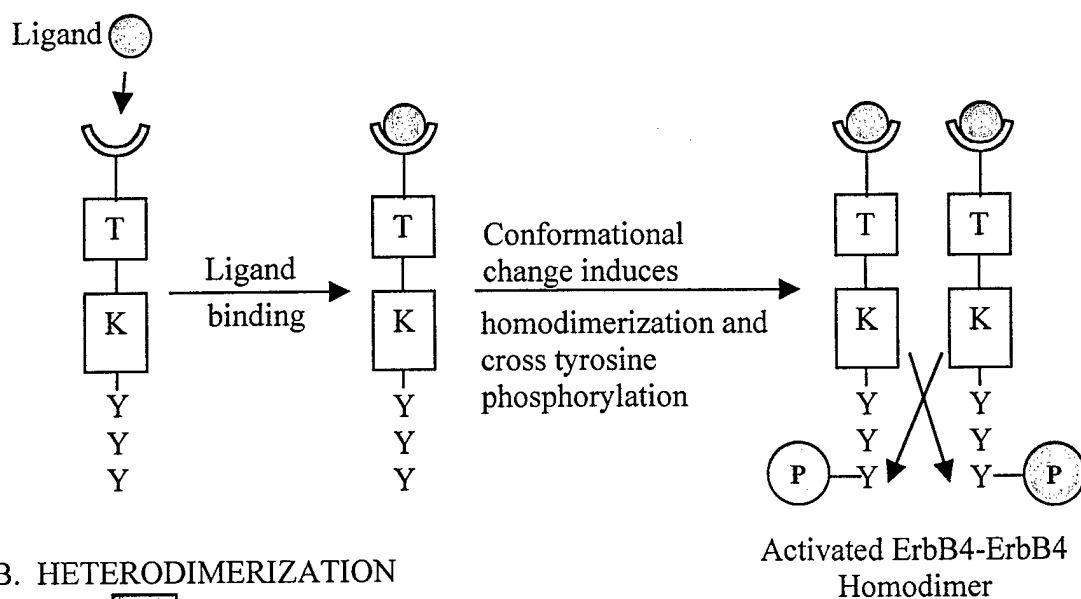 Ligand
T
K
Y
Y
Y
Ligand
binding
T
K
Y
Y
Y
Conformational
change induces
homodimerization and
cross tyrosine
phosphorylation
T
K
Y
Y
Y
P
T
K
Y
Y
Y
P
Activated ErbB4-ErbB4
Homodimer
B. HETERODIMERIZATION